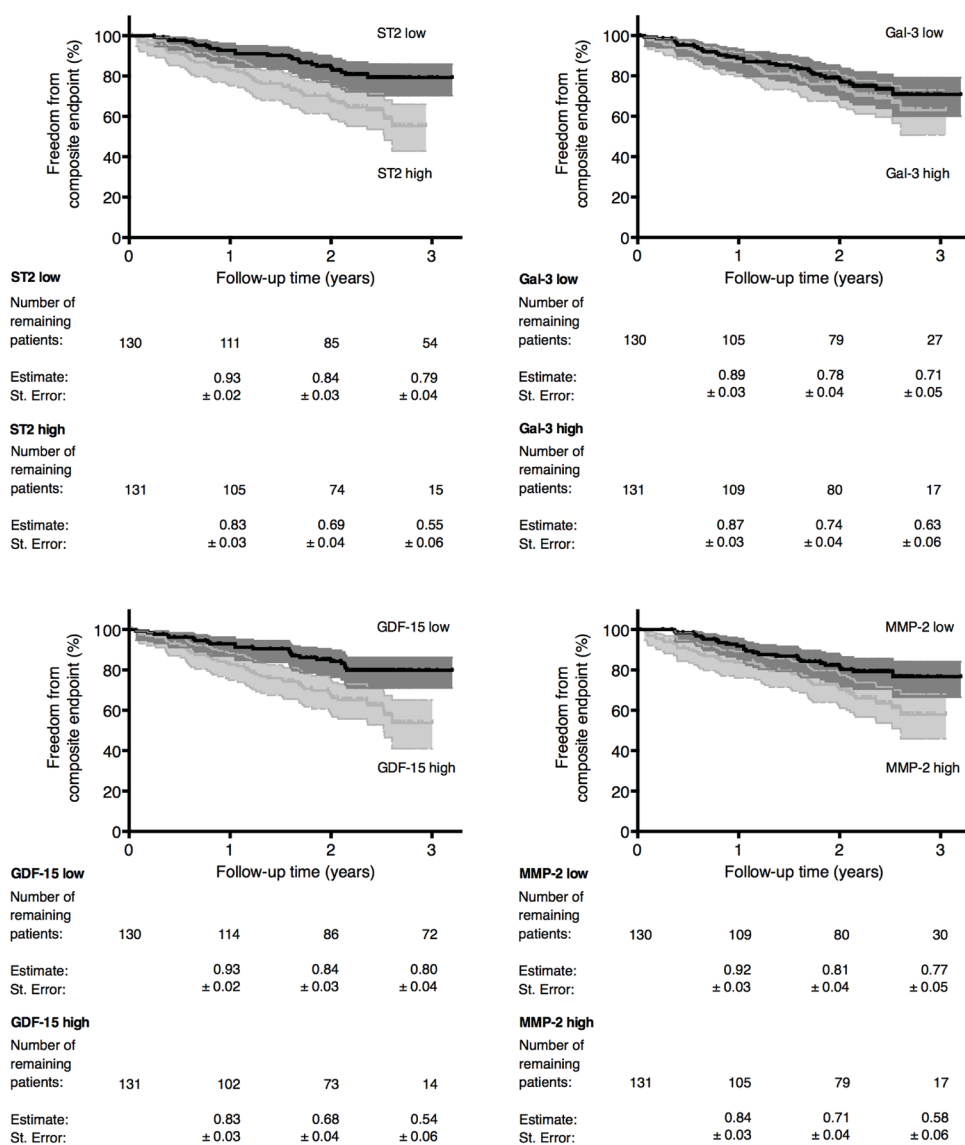 100
80
60
40
20
0
Freedom from
composite endpoint (%)
ST2 low
ST2 high
0 1 2 3
Follow-up time (years)
ST2 low
Number of
remaining
patients: 130 111 85 54
Estimate: 0.93 0.84 0.79
St. Error: ± 0.02 ± 0.03 ± 0.04
ST2 high
Number of
remaining
patients: 131 105 74 15
Estimate: 0.83 0.69 0.55
St. Error: ± 0.03 ± 0.04 ± 0.06
100
80
60
40
20
0
Freedom from
composite endpoint (%)
Gal-3 low
Gal-3 high
0 1 2 3
Follow-up time (years)
Gal-3 low
Number of
remaining
patients: 130 105 79 27
Estimate: 0.89 0.78 0.71
St. Error: ± 0.03 ± 0.04 ± 0.05
Gal-3 high
Number of
remaining
patients: 131 109 80 17
Estimate: 0.87 0.74 0.63
St. Error: ± 0.03 ± 0.04 ± 0.06
100
80
60
40
20
0
Freedom from
composite endpoint (%)
GDF-15 low
GDF-15 high
0 1 2 3
Follow-up time (years)
GDF-15 low
Number of
remaining
patients: 130 114 86 72
Estimate: 0.93 0.84 0.80
St. Error: ± 0.02 ± 0.03 ± 0.04
GDF-15 high
Number of
remaining
patients: 131 102 73 14
Estimate: 0.83 0.68 0.54
St. Error: ± 0.03 ± 0.04 ± 0.06
100
80
60
40
20
0
Freedom from
composite endpoint (%)
MMP-2 low
MMP-2 high
0 1 2 3
Follow-up time (years)
MMP-2 low
Number of
remaining
patients: 130 109 80 30
Estimate: 0.92 0.81 0.77
St. Error: ± 0.03 ± 0.04 ± 0.05
MMP-2 high
Number of
remaining
patients: 131 105 79 17
Estimate: 0.84 0.71 0.58
St. Error: ± 0.03 ± 0.04 ± 0.06